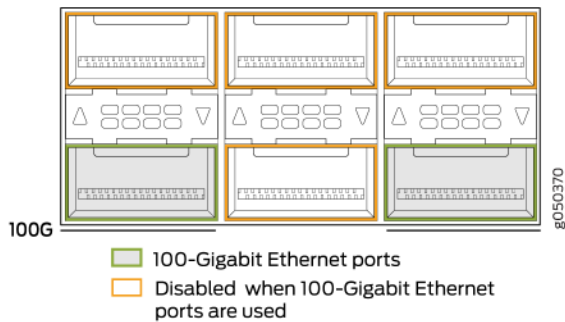 g050370
100G
100-Gigabit Ethernet ports
Disabled when 100-Gigabit Ethernet
ports are used